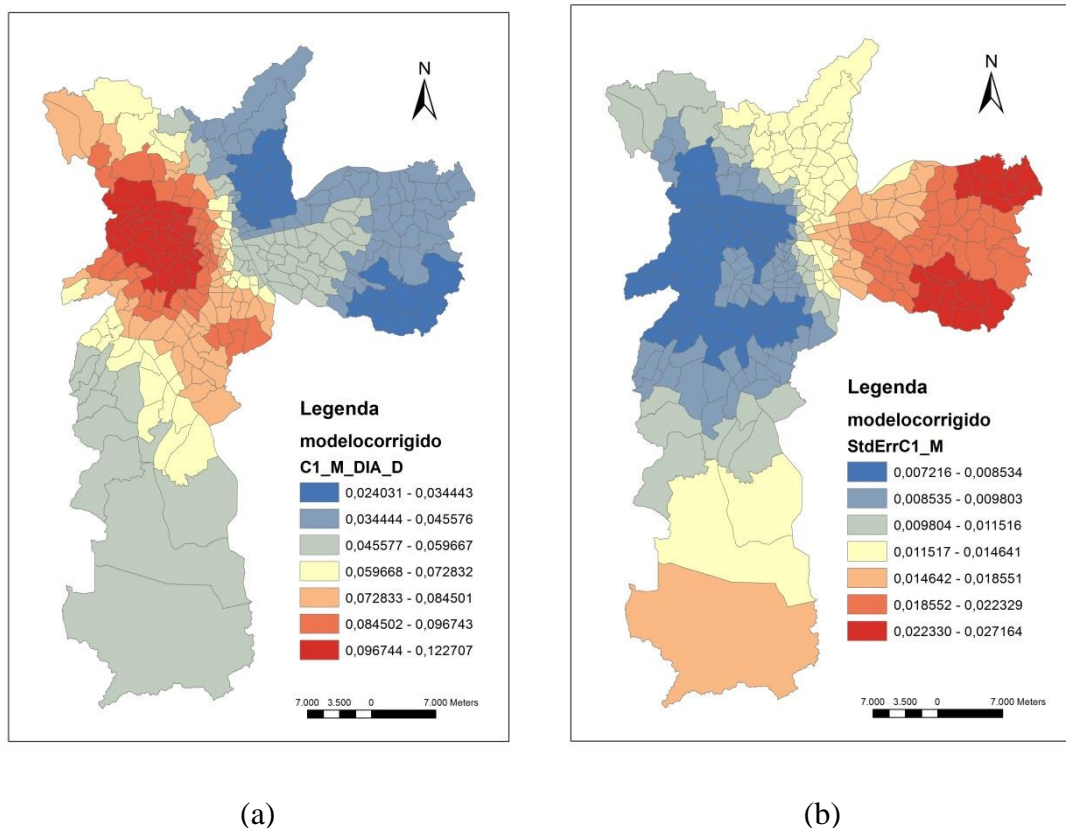 N
Legenda
modelocorrigido
C1_M_DIA_D
0,024031 - 0,034443
0,034444 - 0,045576
0,045577 - 0,059667
0,059668 - 0,072832
0,072833 - 0,084501
0,084502 - 0,096743
0,096744 - 0,122707
7.000 3.500 0 7.000 Meters
(a)
N
Legenda
modelocorrigido
StdErrC1_M
0,007216 - 0,008534
0,008535 - 0,009803
0,009804 - 0,011516
0,011517 - 0,014641
0,014642 - 0,018551
0,018552 - 0,022329
0,022330 - 0,027164
7.000 3.500 0 7.000 Meters
(b)